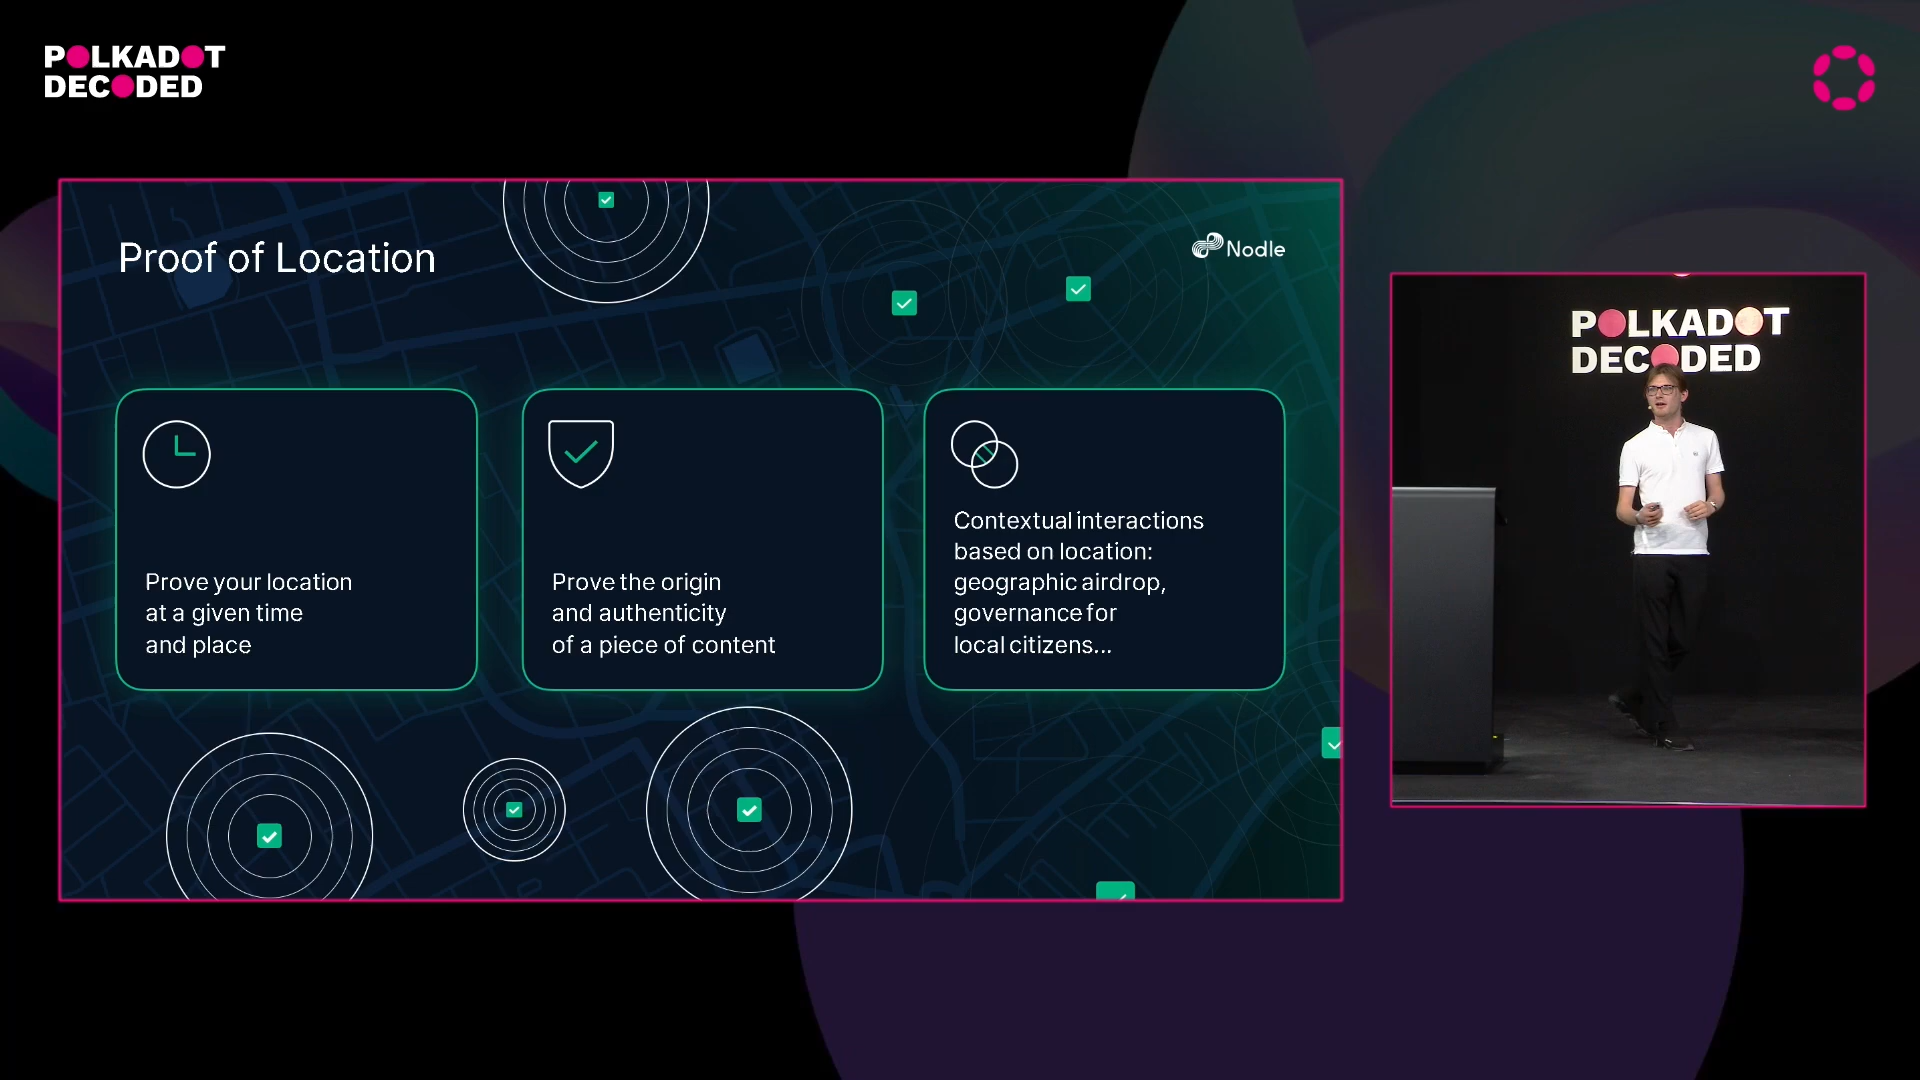 POLKADOT
DECODED
Proof of Location
Nodle
Prove your location
at a given time
and place
Prove the origin
and authenticity
of a piece of content
Contextual interactions
based on location:
geographic airdrop,
governance for
local citizens...
POLKADOT
DECODED